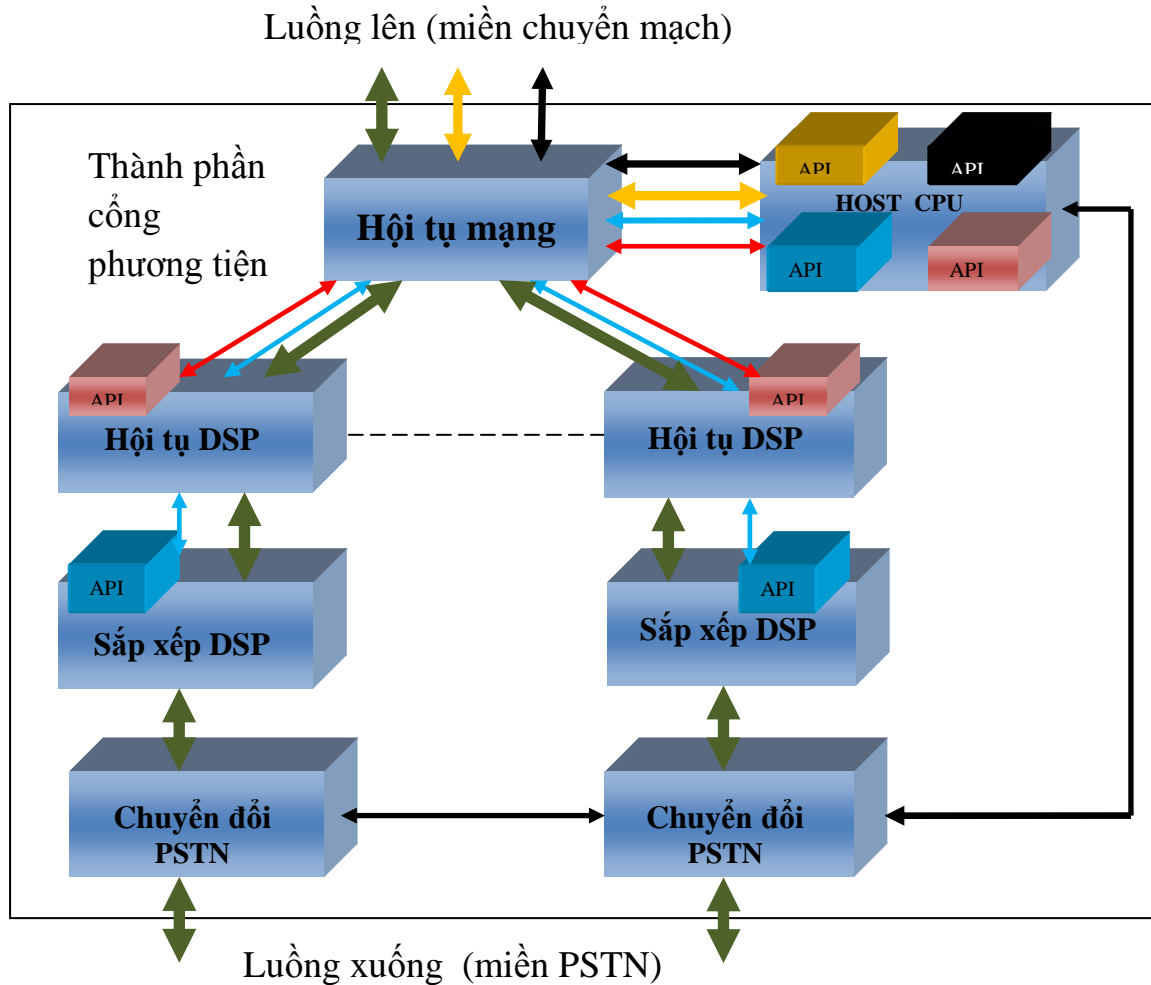 Luồng lên (miền chuyển mạch)
Thành phần
cổng
phương tiện
Hội tụ mạng
API
API
HOST CPU
API
API
API
Hội tụ DSP
API
Hội tụ DSP
API
Sắp xếp DSP
API
Sắp xếp DSP
Chuyển đổi
PSTN
Chuyển đổi
PSTN
Luồng xuống (miền PSTN)